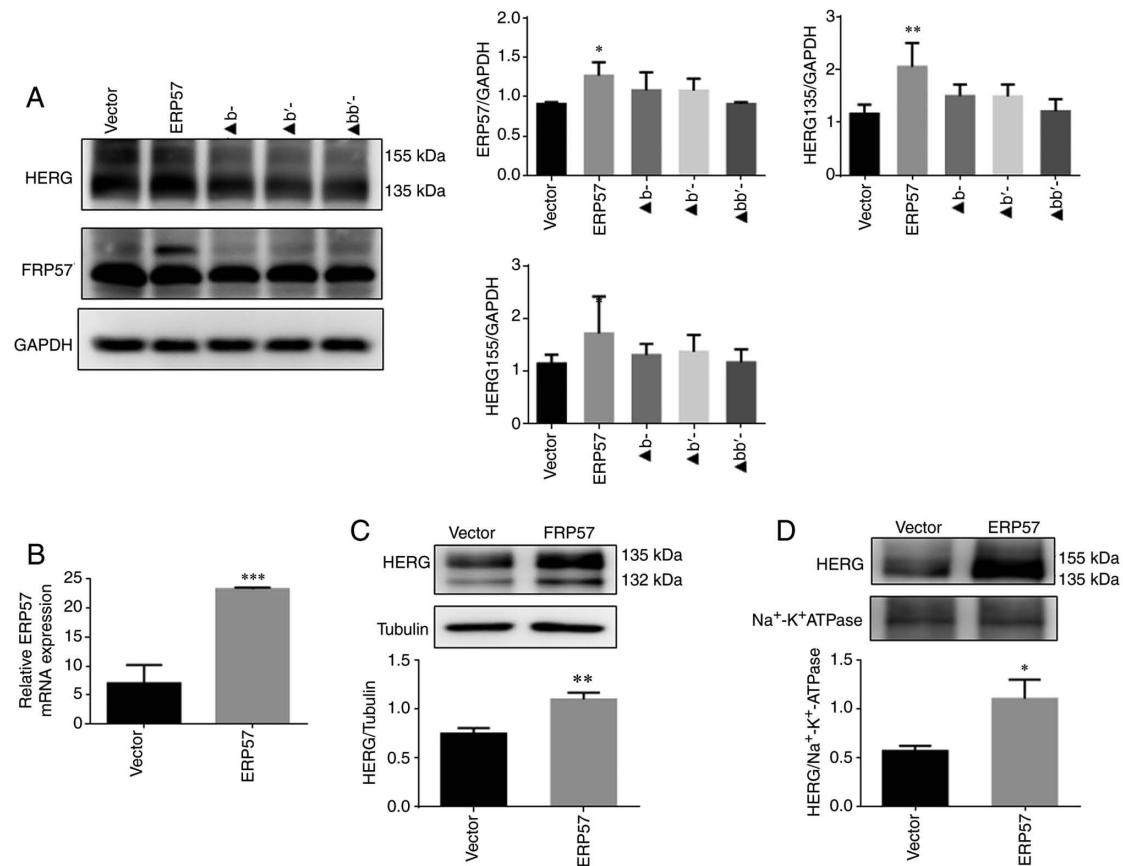 A
Vector
ERP57
▲b-
▲b′-
▲bb′-
HERG
155 kDa
135 kDa
FRP57
GAPDH
ERP57/GAPDH
2.0
1.5
1.0
0.5
0.0
*
Vector
ERP57
▲b-
▲b′-
▲bb′-
HERG135/GAPDH
3
2
1
0
**
Vector
ERP57
▲b-
▲b′-
▲bb′-
HERG155/GAPDH
3
2
1
0
*
Vector
ERP57
▲b-
▲b′-
▲bb′-
B
Relative ERP57
mRNA expression
25
20
15
10
5
0
***
Vector
ERP57
C
Vector
FRP57
HERG
135 kDa
132 kDa
Tubulin
HERG/Tubulin
1.5
1.0
0.5
0.0
**
Vector
ERP57
D
Vector
ERP57
HERG
155 kDa
135 kDa
Na⁺-K⁺ATPase
HERG/Na⁺-K⁺-ATPase
1.5
1.0
0.5
0.0
*
Vector
ERP57